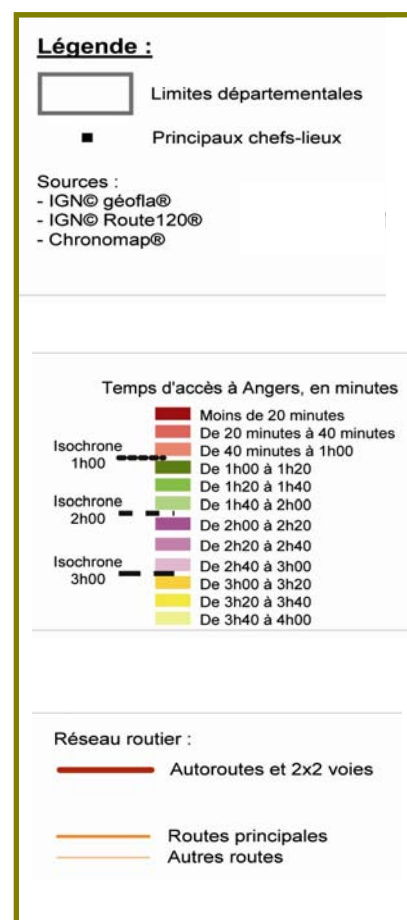 Légende :
Limites départementales
Principaux chefs-lieux
Sources :
- IGN© géofla®
- IGN© Route120®
- Chronomap®
Temps d'accès à Angers, en minutes
Moins de 20 minutes
De 20 minutes à 40 minutes
De 40 minutes à 1h00
Isochrone
1h00
De 1h00 à 1h20
De 1h20 à 1h40
De 1h40 à 2h00
Isochrone
2h00
De 2h00 à 2h20
De 2h20 à 2h40
De 2h40 à 3h00
Isochrone
3h00
De 3h00 à 3h20
De 3h20 à 3h40
De 3h40 à 4h00
Réseau routier :
Autoroutes et 2x2 voies
Routes principales
Autres routes